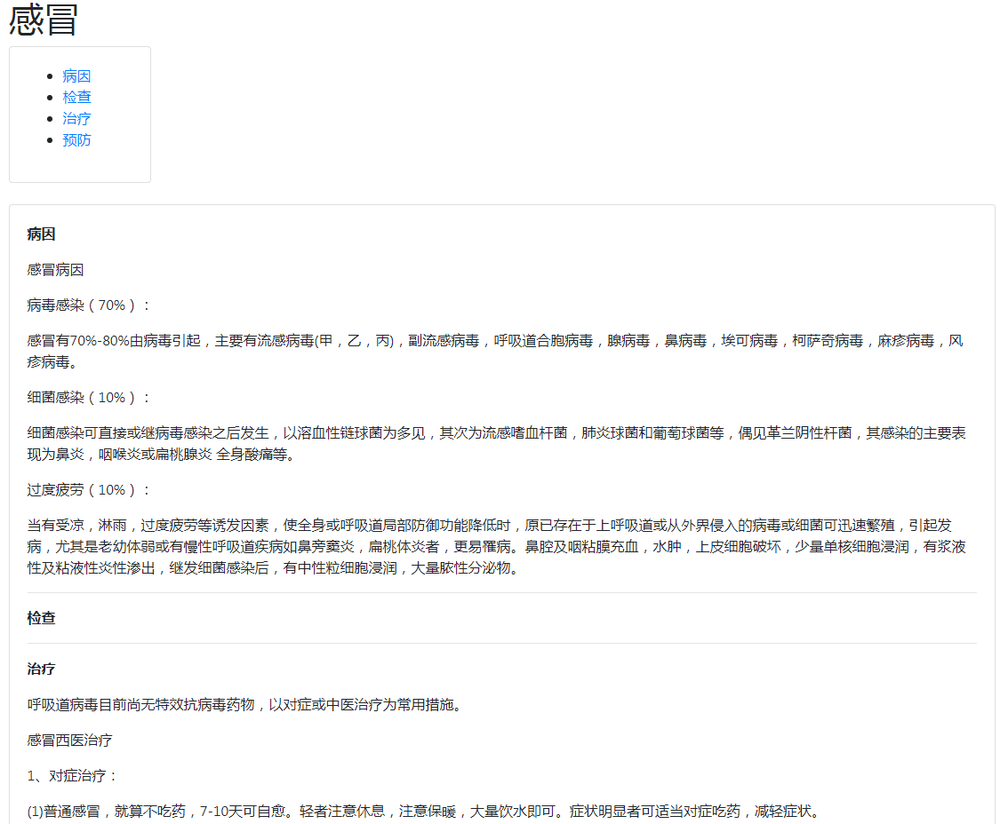 感冒
病因
检查
治疗
预防
病因
感冒病因
病毒感染（70%）：
感冒有70%-80%由病毒引起，主要有流感病毒(甲，乙，丙)，副流感病毒，呼吸道合胞病毒，腺病毒，鼻病毒，埃可病毒，柯萨奇病毒，麻疹病毒，风
疹病毒。
细菌感染（10%）：
细菌感染可直接或继病毒感染之后发生，以溶血性链球菌为多见，其次为流感嗜血杆菌，肺炎球菌和葡萄球菌等，偶见革兰阴性杆菌，其感染的主要表
现为鼻炎，咽喉炎或扁桃腺炎 全身酸痛等。
过度疲劳（10%）：
当有受凉，淋雨，过度疲劳等诱发因素，使全身或呼吸道局部防御功能降低时，原已存在于上呼吸道或从外界侵入的病毒或细菌可迅速繁殖，引起发
病，尤其是老幼体弱或有慢性呼吸道疾病如鼻旁窦炎，扁桃体炎者，更易罹病。鼻腔及咽粘膜充血，水肿，上皮细胞破坏，少量单核细胞浸润，有浆液
性及粘液性炎性渗出，继发细菌感染后，有中性粒细胞浸润，大量脓性分泌物。
检查
治疗
呼吸道病毒目前尚无特效抗病毒药物，以对症或中医治疗为常用措施。
感冒西医治疗
1、对症治疗：
(1)普通感冒，就算不吃药，7-10天可自愈。轻者注意休息，注意保暖，大量饮水即可。症状明显者可适当对症吃药，减轻症状。